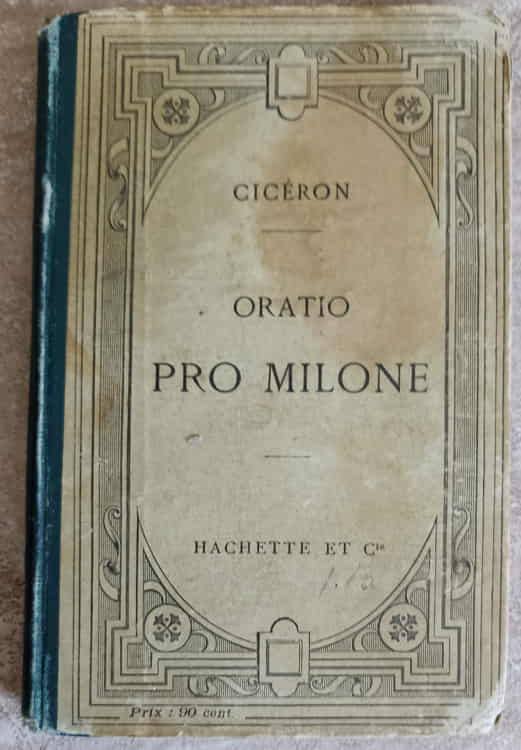 CICÉRON
ORATIO
PRO MILONE
HACHETTE ET Cie
Prix : 90 cent